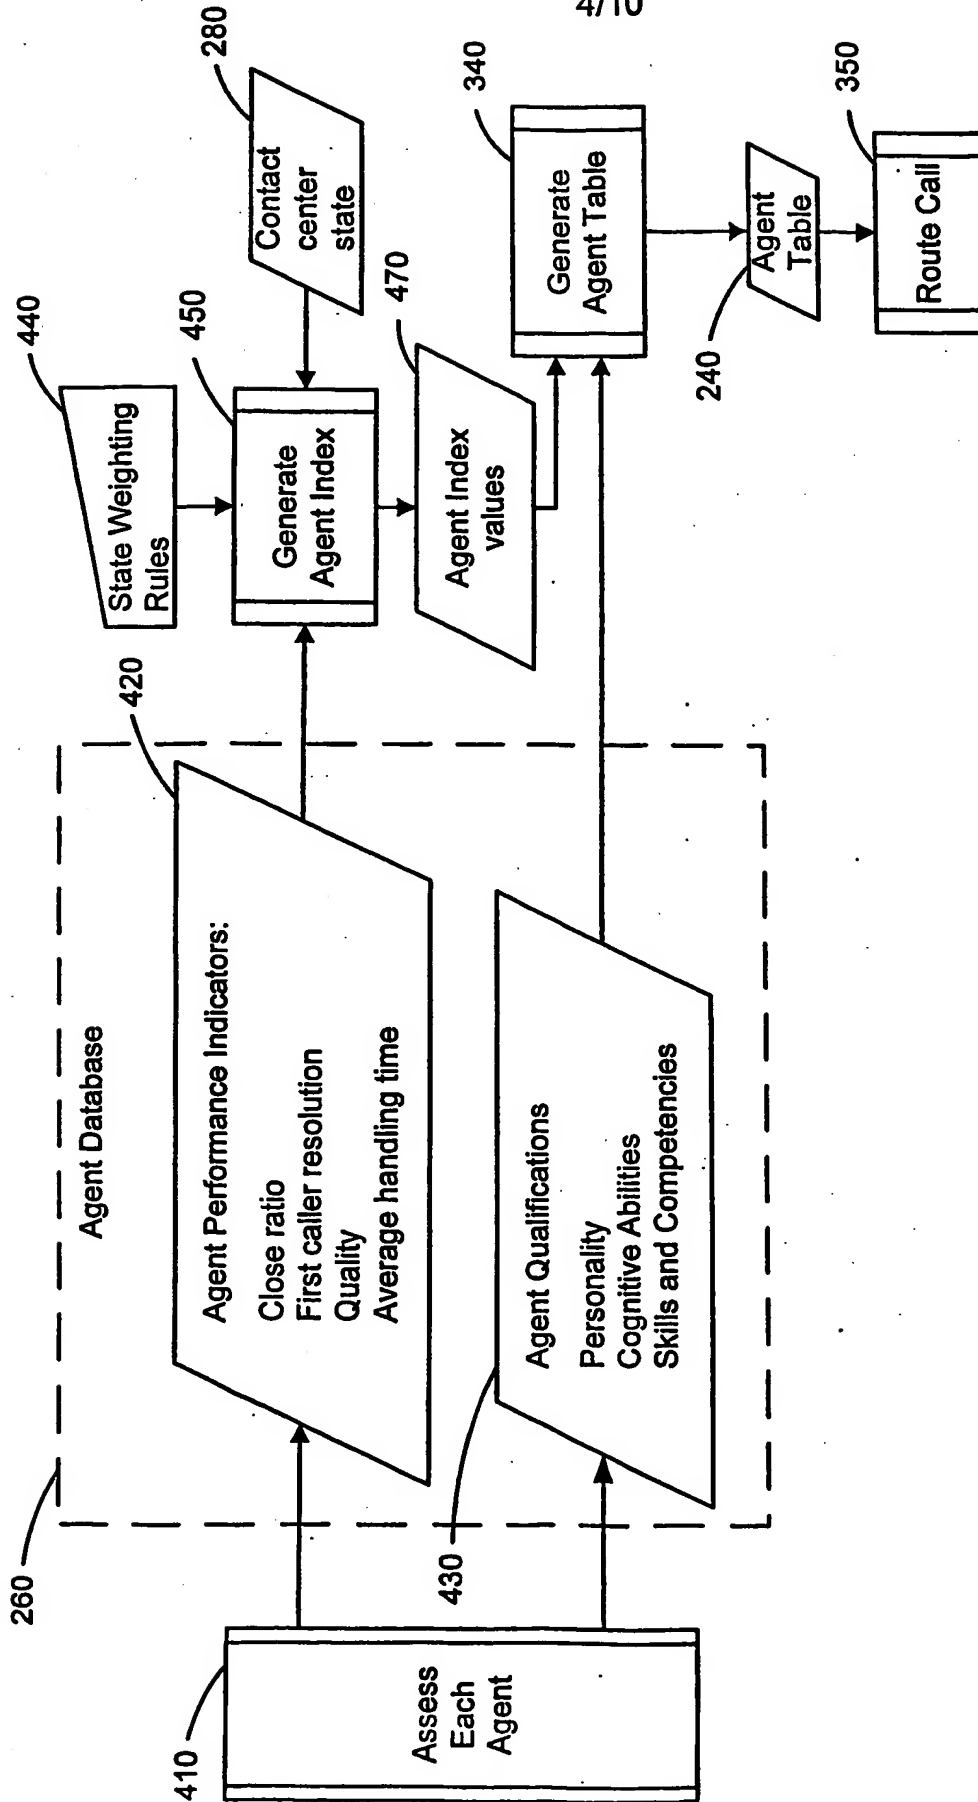 4/10
260
Agent Database
410
Assess
Each
Agent
420
Agent Performance Indicators:
Close ratio
First caller resolution
Quality
Average handling time
430
Agent Qualifications
Personality
Cognitive Abilities
Skills and Competencies
440
State Weighting
Rules
450
Generate
Agent Index
280
Contact
center
state
470
Agent Index
values
340
Generate
Agent Table
240
Agent
Table
350
Route Call